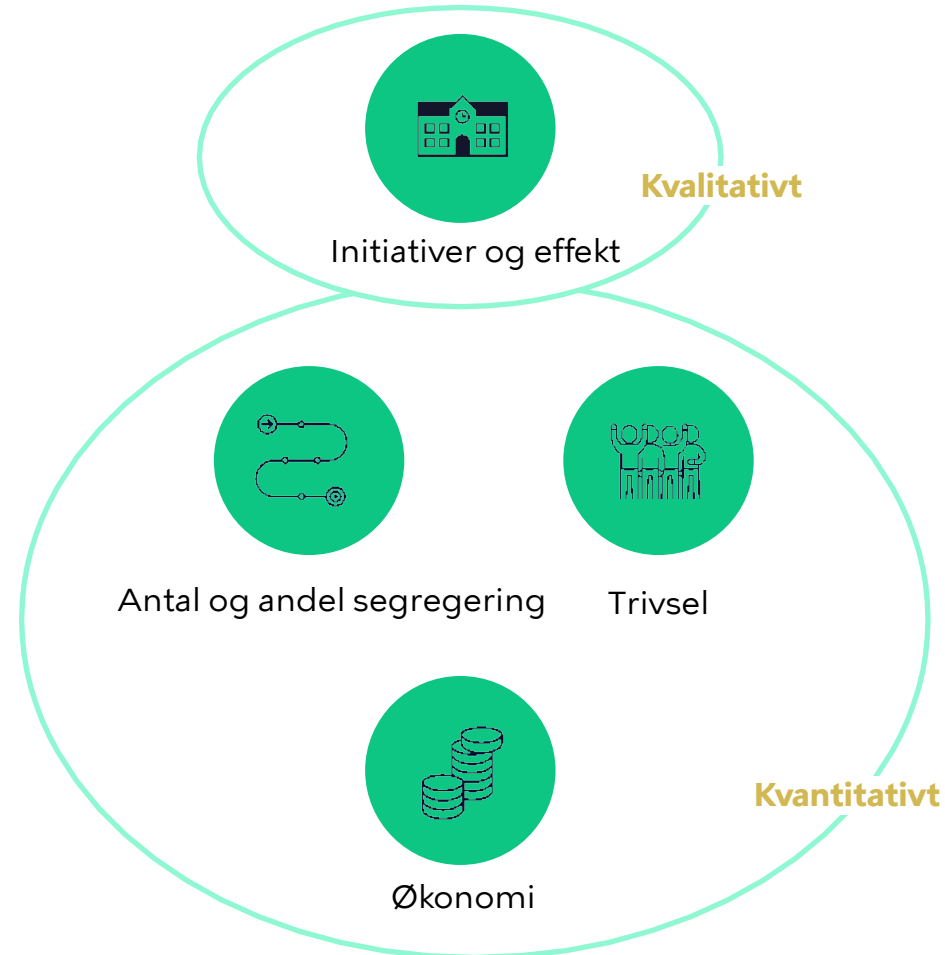 Kvalitativt
Initiativer og effekt
Antal og andel segregering
Trivsel
Kvantitativt
Økonomi